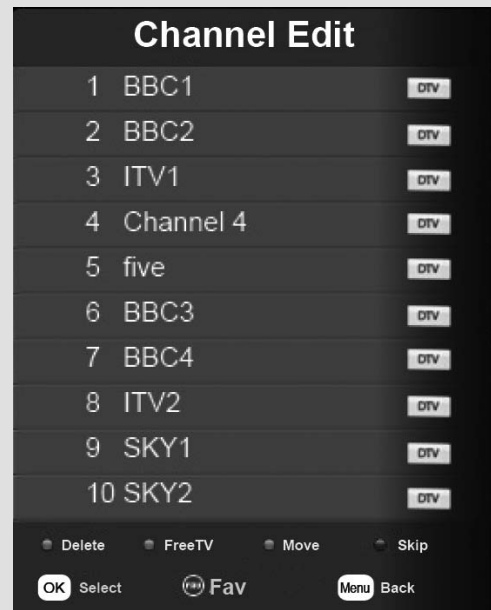 Channel Edit
1 BBC1 DTV
2 BBC2 DTV
3 ITV1 DTV
4 Channel 4 DTV
5 five DTV
6 BBC3 DTV
7 BBC4 DTV
8 ITV2 DTV
9 SKY1 DTV
10 SKY2 DTV
Delete FreeTV Move Skip
OK Select Fav Menu Back